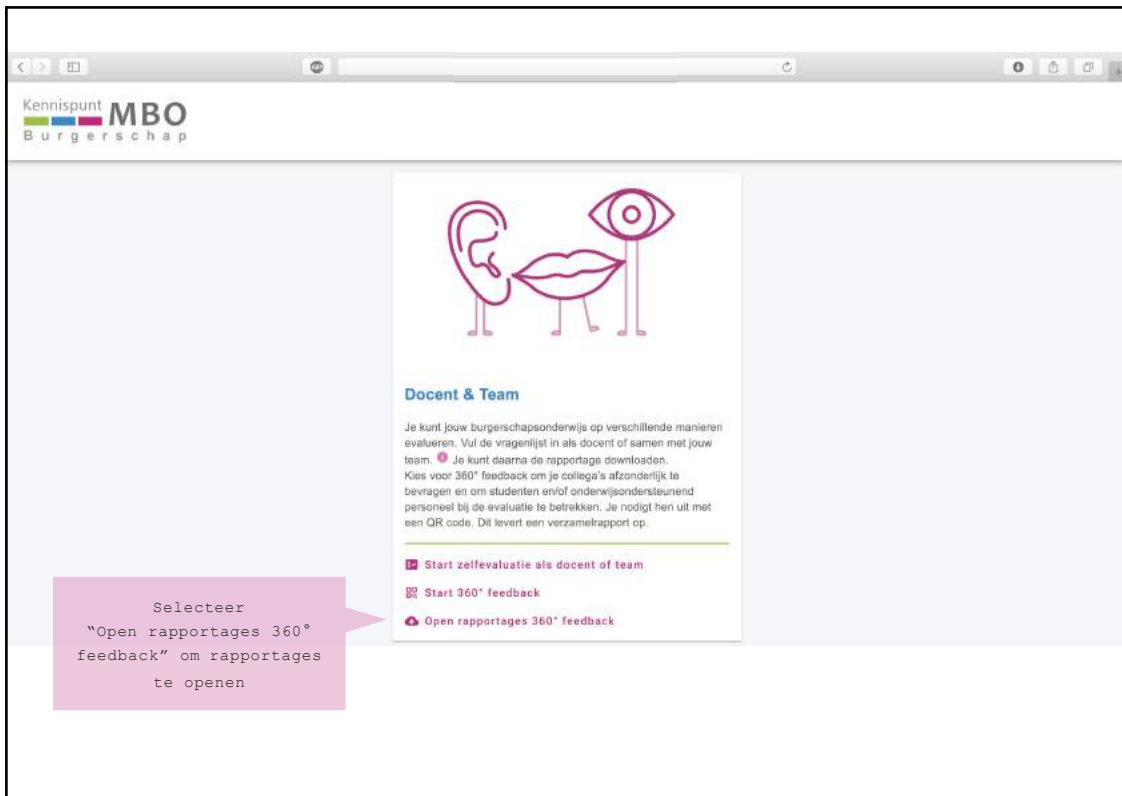 Kennispunt
MBO
Burgerschap
Docent & Team
Je kunt jouw burgerschapsonderwijs op verschillende manieren
evalueren. Vul de vragenlijst in als docent of samen met jouw
team. Je kunt daarna de rapportage downloaden.
Kies voor 360° feedback om je collega's afzonderlijk te
bevragen en om studenten en/of onderwijsondersteunend
personeel bij de evaluatie te betrekken. Je nodigt hen uit met
een QR code. Dit levert een verzamelrapport op.
Start zelfevaluatie als docent of team
Start 360° feedback
Open rapportages 360° feedback
Selecteer
“Open rapportages 360°
feedback” om rapportages
te openen